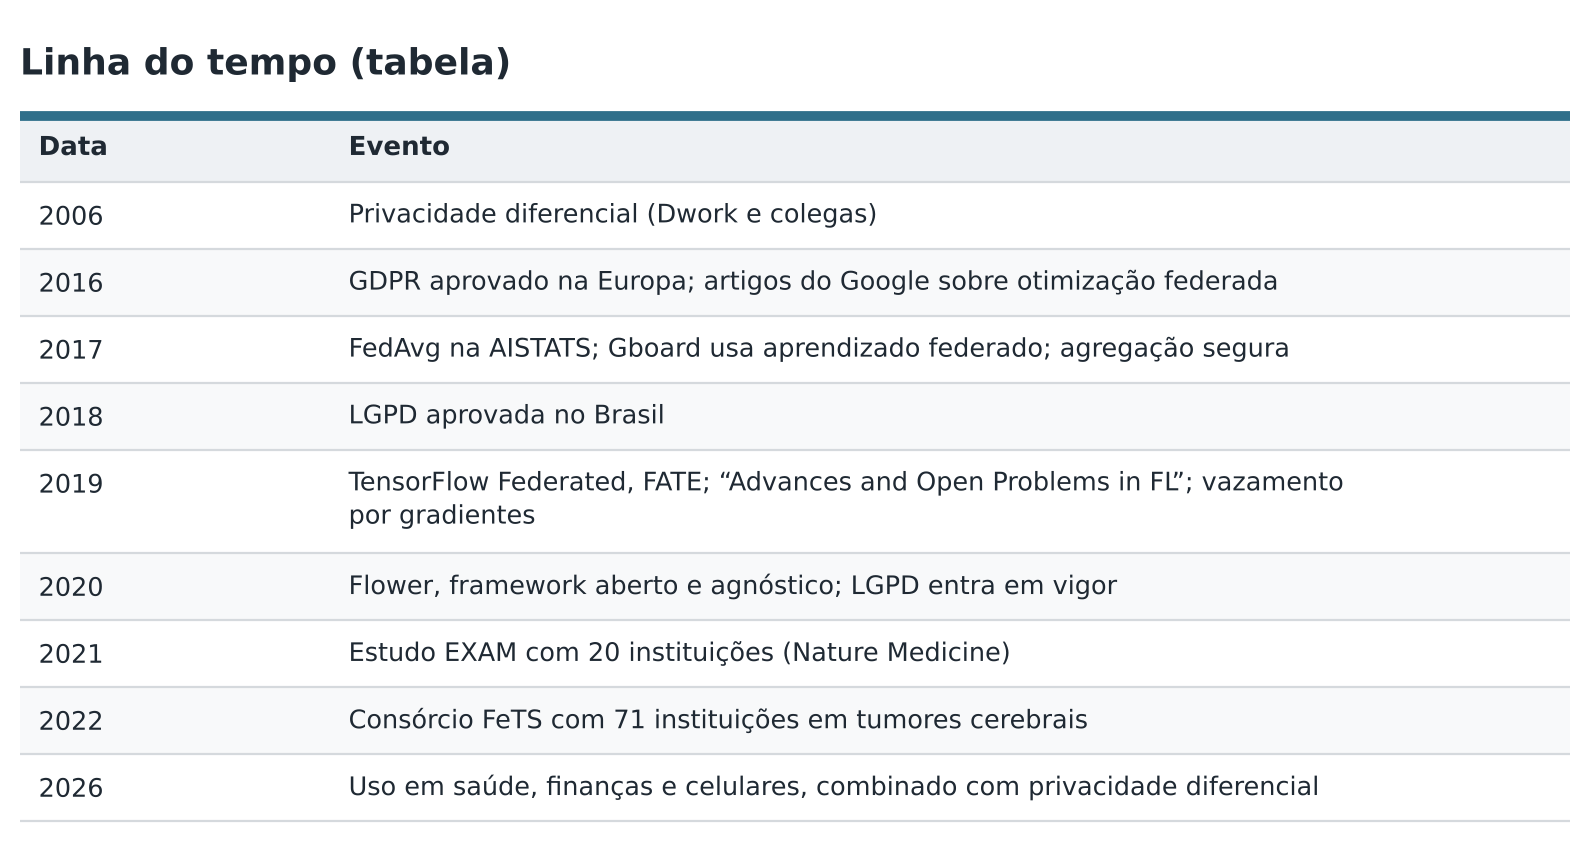 Linha do tempo (tabela)
Data Evento
2006 Privacidade diferencial (Dwork e colegas)
2016 GDPR aprovado na Europa; artigos do Google sobre otimização federada
2017 FedAvg na AISTATS; Gboard usa aprendizado federado; agregação segura
2018 LGPD aprovada no Brasil
2019 TensorFlow Federated, FATE; “Advances and Open Problems in FL”; vazamento
por gradientes
2020 Flower, framework aberto e agnóstico; LGPD entra em vigor
2021 Estudo EXAM com 20 instituições (Nature Medicine)
2022 Consórcio FeTS com 71 instituições em tumores cerebrais
2026 Uso em saúde, finanças e celulares, combinado com privacidade diferencial